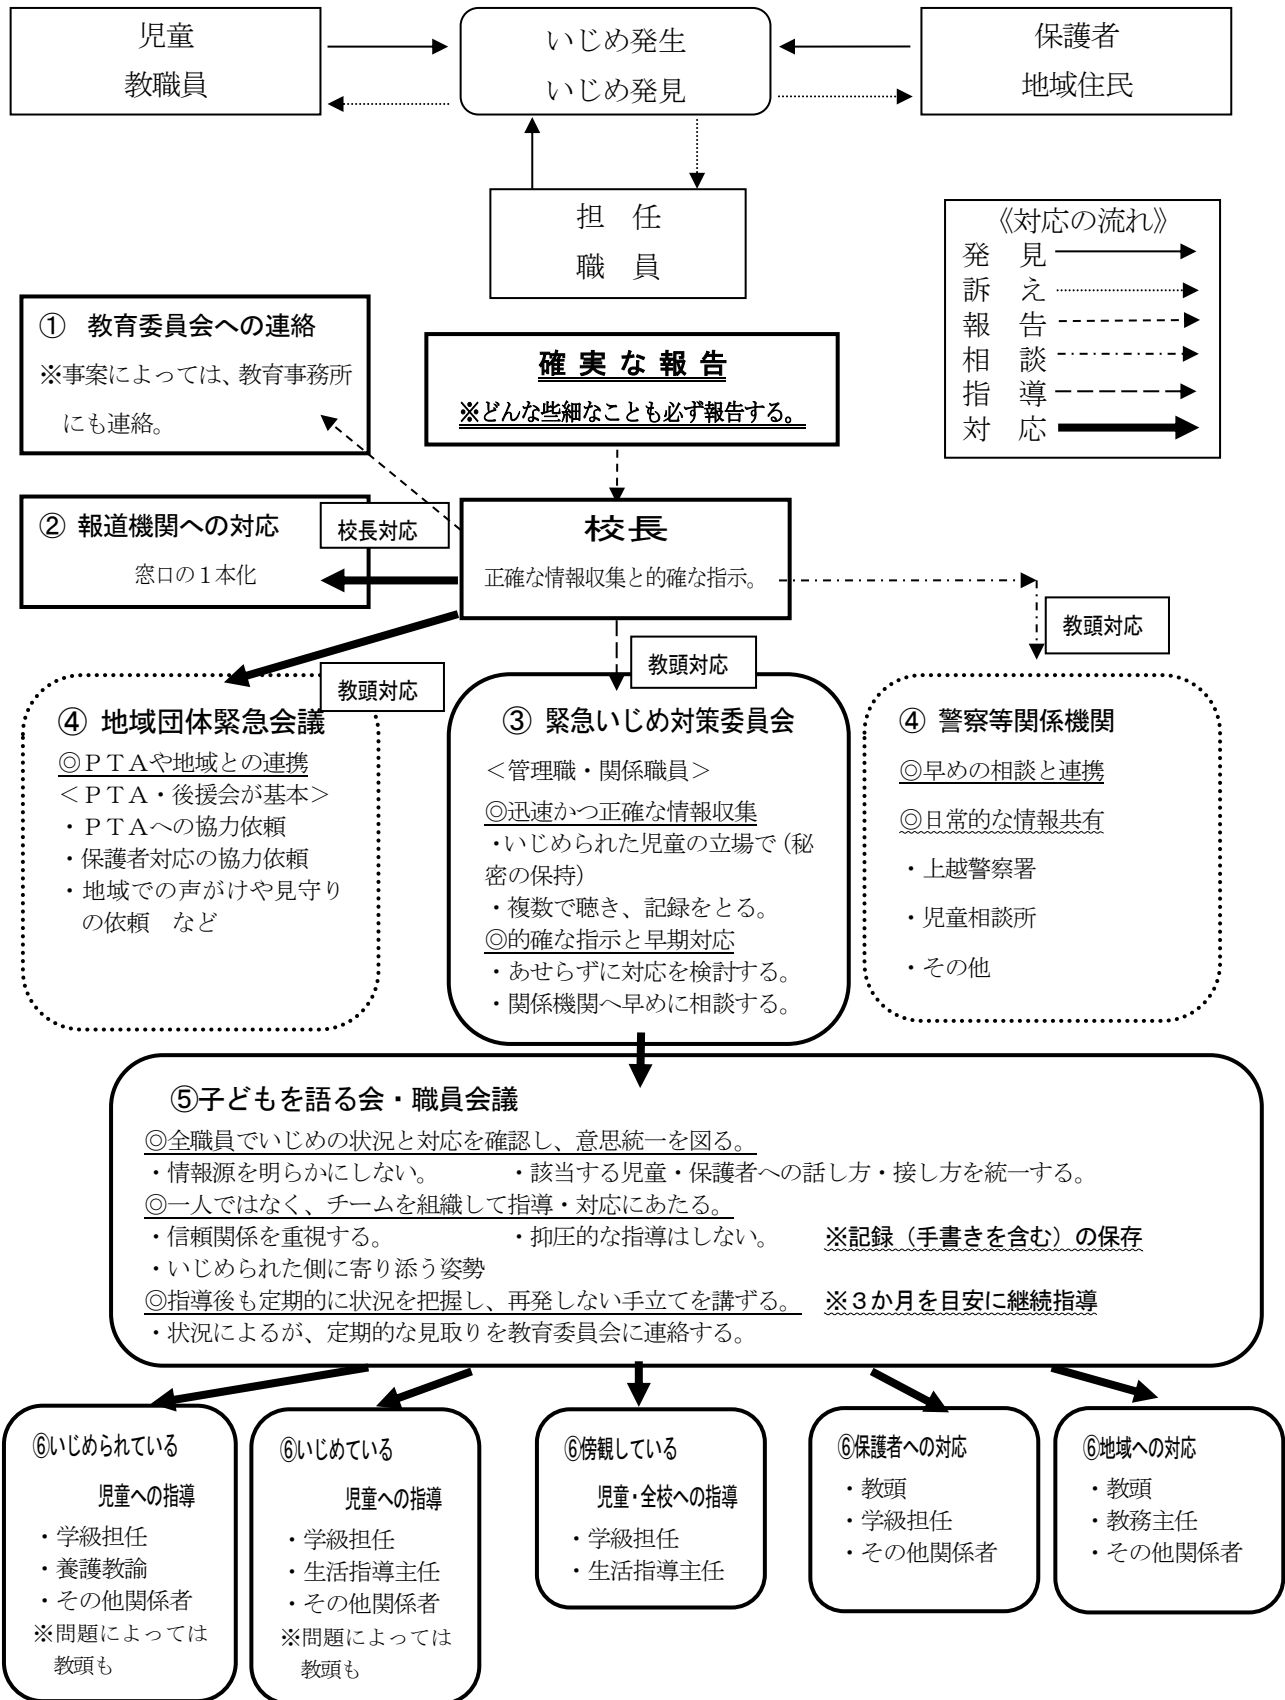 児童
教職員
いじめ発生
いじめ発見
保護者
地域住民
担　任
職　員
《対応の流れ》
発　見
訴　え
報　告
相　談
指　導
対　応
①　教育委員会への連絡
※事案によっては、教育事務所
にも連絡。
確 実 な 報 告
※どんな些細なことも必ず報告する。
② 報道機関への対応
窓口の１本化
校長対応
校長
正確な情報収集と的確な指示。
教頭対応
教頭対応
教頭対応
④ 地域団体緊急会議
◎ＰＴＡや地域との連携
＜ＰＴＡ・後援会が基本＞
・ＰＴＡへの協力依頼
・保護者対応の協力依頼
・地域での声がけや見守り
の依頼　など
③ 緊急いじめ対策委員会
＜管理職・関係職員＞
◎迅速かつ正確な情報収集
・いじめられた児童の立場で（秘
密の保持）
・複数で聴き、記録をとる。
◎的確な指示と早期対応
・あせらずに対応を検討する。
・関係機関へ早めに相談する。
④ 警察等関係機関
◎早めの相談と連携
◎日常的な情報共有
・上越警察署
・児童相談所
・その他
⑤子どもを語る会・職員会議
◎全職員でいじめの状況と対応を確認し、意思統一を図る。
・情報源を明らかにしない。　・該当する児童・保護者への話し方・接し方を統一する。
◎一人ではなく、チームを組織して指導・対応にあたる。
・信頼関係を重視する。　・抑圧的な指導はしない。　※記録（手書きを含む）の保存
・いじめられた側に寄り添う姿勢
◎指導後も定期的に状況を把握し、再発しない手立てを講ずる。　※３か月を目安に継続指導
・状況によるが、定期的な見取りを教育委員会に連絡する。
⑥いじめられている
児童への指導
・学級担任
・養護教諭
・その他関係者
※問題によっては
教頭も
⑥いじめている
児童への指導
・学級担任
・生活指導主任
・その他関係者
※問題によっては
教頭も
⑥傍観している
児童・全校への指導
・学級担任
・生活指導主任
⑥保護者への対応
・教頭
・学級担任
・その他関係者
⑥地域への対応
・教頭
・教務主任
・その他関係者